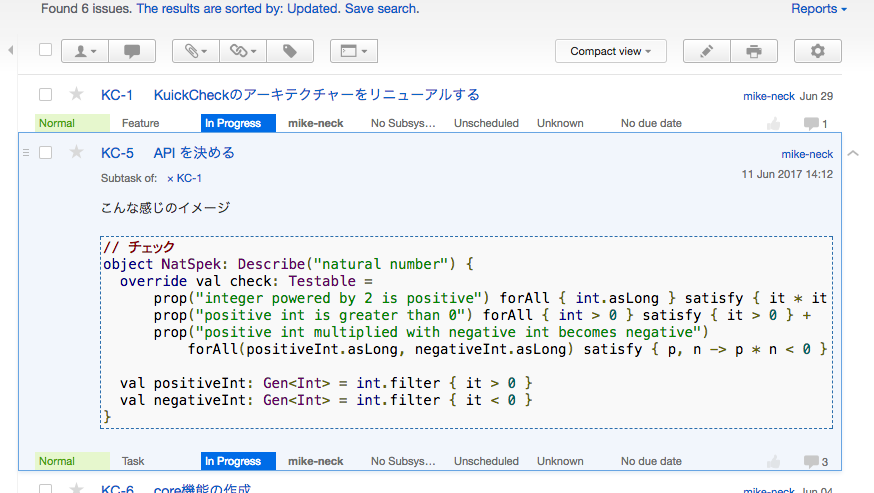 Found 6 issues. The results are sorted by: Updated. Save search.
Reports
Compact view
KC-1 KuickCheckのアーキテクチャーをリニューアルする
mike-neck Jun 29
Normal Feature In Progress mike-neck No Subsys... Unscheduled Unknown No due date 1
KC-5 API を決める
mike-neck
Subtask of: × KC-1
11 Jun 2017 14:12
こんな感じのイメージ
// チェック
object NatSpek: Describe("natural number") {
override val check: Testable =
prop("integer powered by 2 is positive") forAll { int.asLong } satisfy { it * it
prop("positive int is greater than 0") forAll { int > 0 } satisfy { it > 0 } +
prop("positive int multiplied with negative int becomes negative")
forAll(positiveInt.asLong, negativeInt.asLong) satisfy { p, n -> p * n < 0 }
val positiveInt: Gen<Int> = int.filter { it > 0 }
val negativeInt: Gen<Int> = int.filter { it < 0 }
}
Normal Task In Progress mike-neck No Subsys... Unscheduled Unknown No due date 3
KC-6 core機能の作成
mike-neck Jun 04